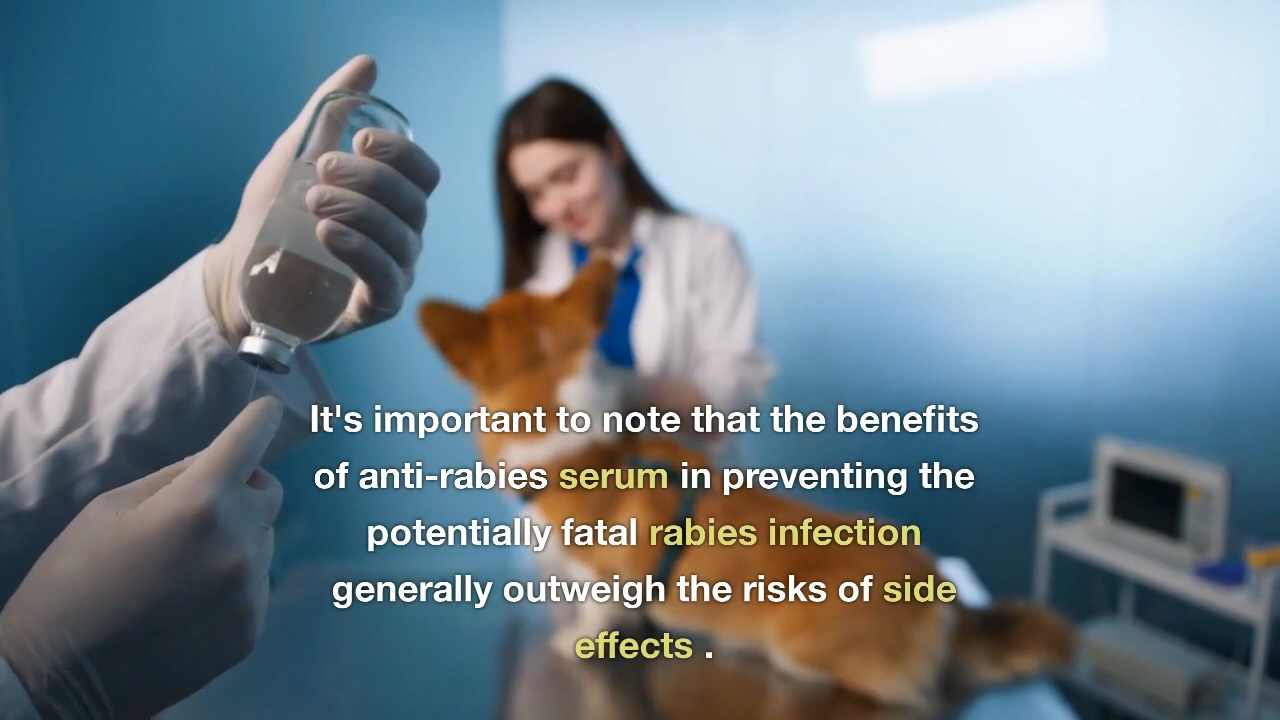 It's important to note that the benefits
of anti-rabies serum in preventing the
potentially fatal rabies infection
generally outweigh the risks of side
effects .